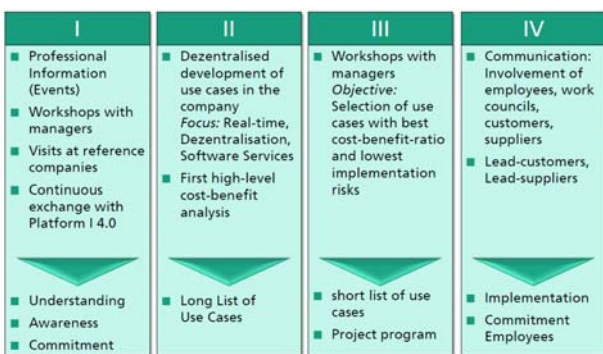 I
Professional
Information
(Events)
Workshops with
managers
Visits at reference
companies
Continuous
exchange with
Platform I 4.0
Understanding
Awareness
Commitment
II
Dezentralised
development of
use cases in the
company
Focus: Real-time,
Dezentralisation,
Software Services
First high-level
cost-benefit
analysis
Long List of
Use Cases
III
Workshops with
managers
Objective:
Selection of use
cases with best
cost-benefit-ratio
and lowest
implementation
risks
short list of use
cases
Project program
IV
Communication:
Involvement of
employees, work
councils,
customers,
suppliers
Lead-customers,
Lead-suppliers
Implementation
Commitment
Employees